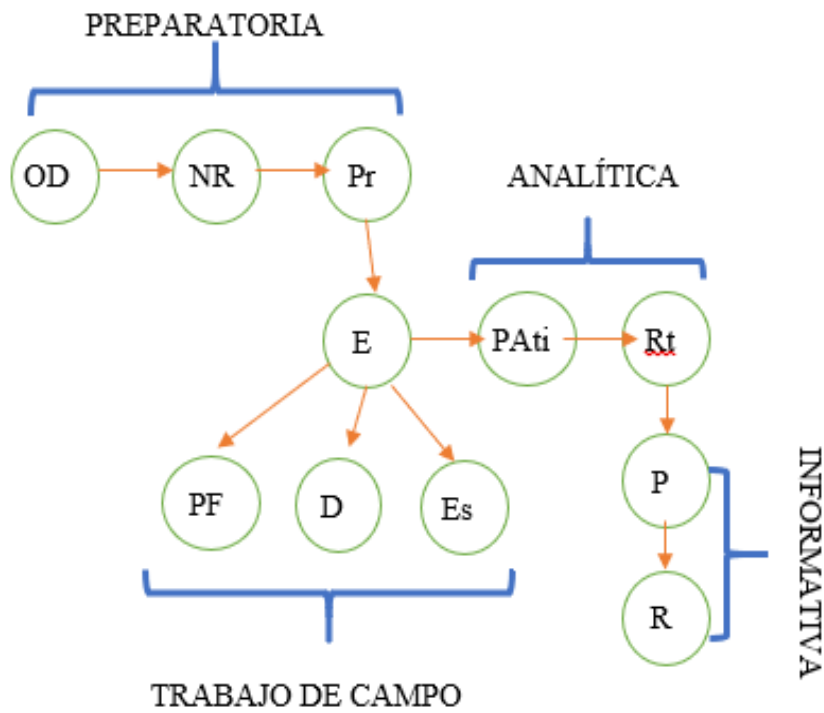 PREPARATORIA
OD
NR
Pr
ANALÍTICA
E
PAti
Rt
PF
D
Es
P
R
INFORMATIVA
TRABAJO DE CAMPO